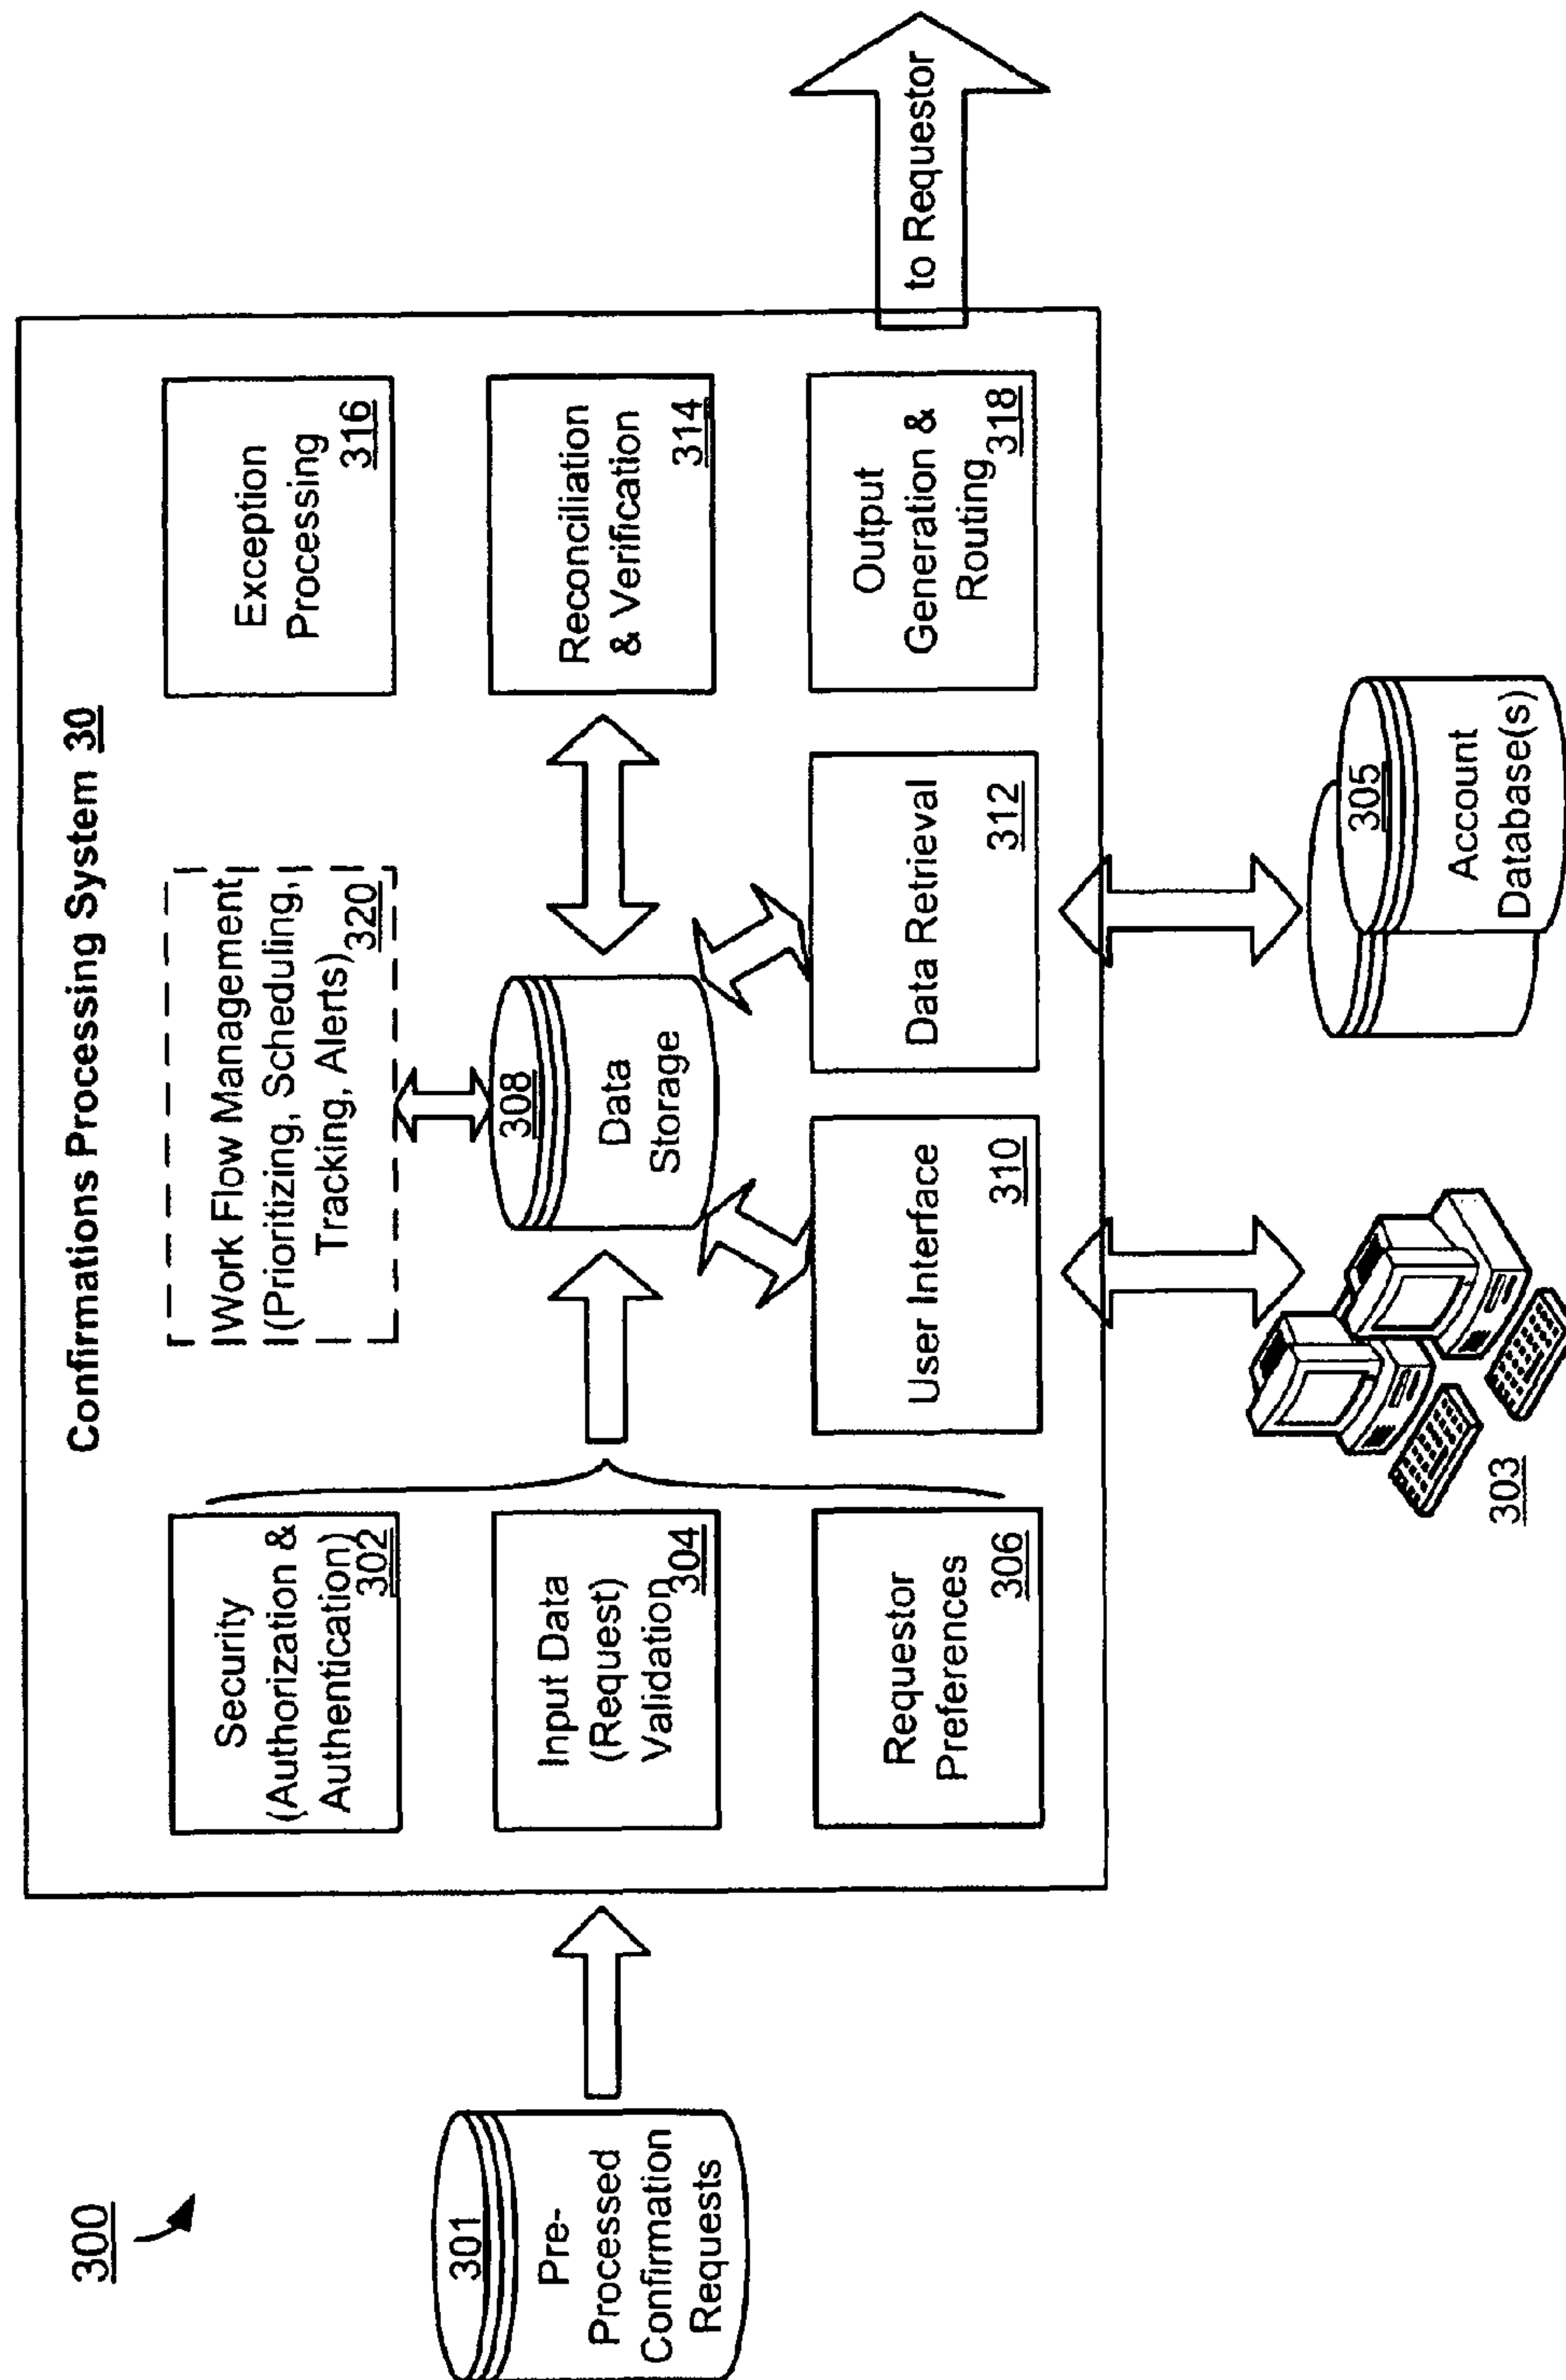 300
Confirmations Processing System 30
301
Pre-
Processed
Confirmation
Requests
Security
(Authorization &
Authentication)
302
Input Data
(Request)
Validation
304
Requestor
Preferences
306
Work Flow Management
(Prioritizing, Scheduling,
Tracking, Alerts)
320
308
Data
Storage
User Interface
310
Data Retrieval
312
Exception
Processing
316
Reconciliation
& Verification
314
Output
Generation &
Routing
318
to Requestor
303
305
Account
Database(s)